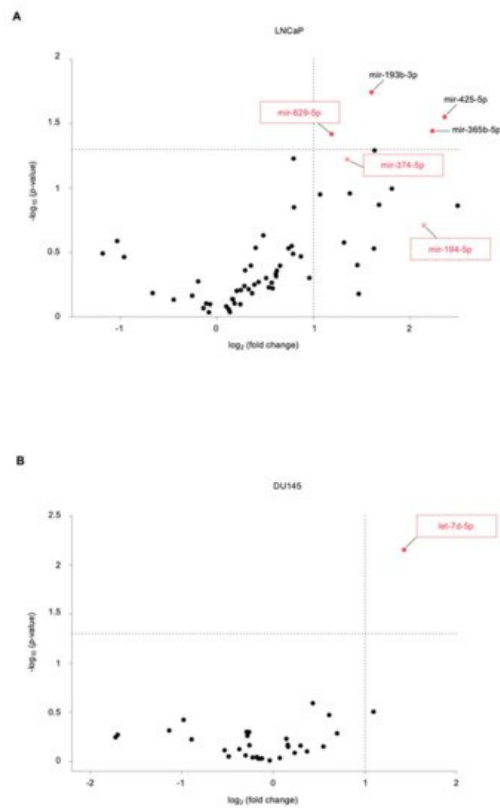 A
LNCaP
2
mir-193b-3p
mir-425-5p
mir-629-5p
1.5
mir-365b-5p
mir-374-5p
1
-log10 (p-value)
mir-194-5p
0.5
0
-1
0
1
2
log2 (fold change)
B
DU145
-2.5
let-7d-5p
2
1.5
-log10 (p-value)
1
0.5
0
-2
-1
0
1
2
log2 (fold change)